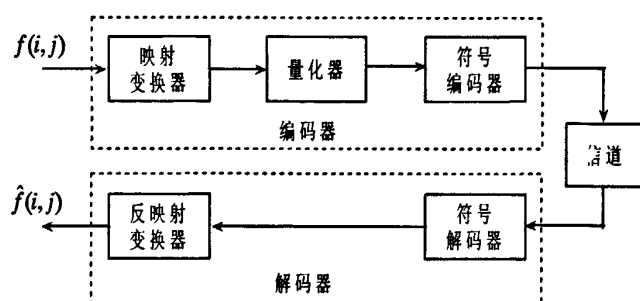 f(i,j)
映射
变换器
量化器
符号
编码器
编码器
信道
f̂(i,j)
反映射
变换器
符号
解码器
解码器